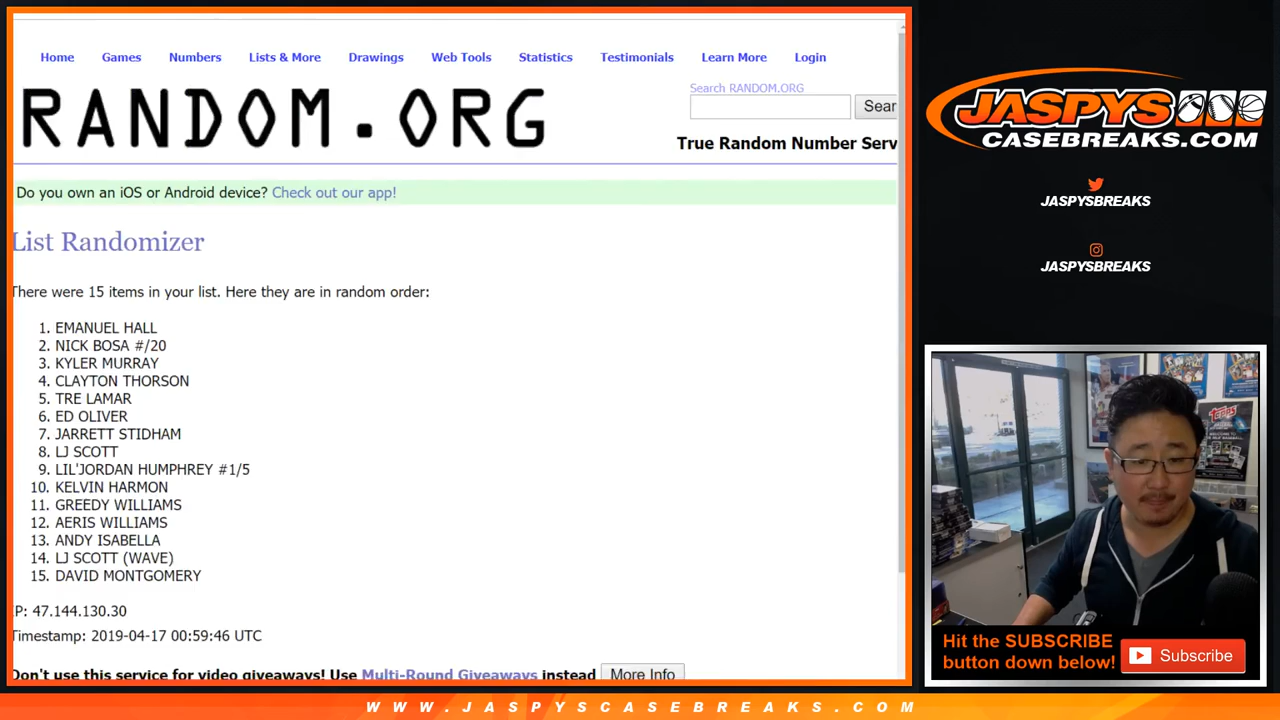 Home Games Numbers Lists & More Drawings Web Tools Statistics Testimonials Learn More Login
Search RANDOM.ORG
RANDOM.ORG
Sear
True Random Number Serv
Do you own an iOS or Android device? Check out our app!
List Randomizer
There were 15 items in your list. Here they are in random order:
1. EMANUEL HALL
2. NICK BOSA #/20
3. KYLER MURRAY
4. CLAYTON THORSON
5. TRE LAMAR
6. ED OLIVER
7. JARRETT STIDHAM
8. LJ SCOTT
9. LIL'JORDAN HUMPHREY #1/5
10. KELVIN HARMON
11. GREEDY WILLIAMS
12. AERIS WILLIAMS
13. ANDY ISABELLA
14. LJ SCOTT (WAVE)
15. DAVID MONTGOMERY
IP: 47.144.130.30
Timestamp: 2019-04-17 00:59:46 UTC
Don't use this service for video giveaways! Use Multi-Round Giveaways instead More Info
JASPYS
CASEBREAKS.COM
JASPYSBREAKS
JASPYSBREAKS
Topps
Hit the SUBSCRIBE
button down below!
Subscribe
WWW.JASPYSCASEBREAKS.COM